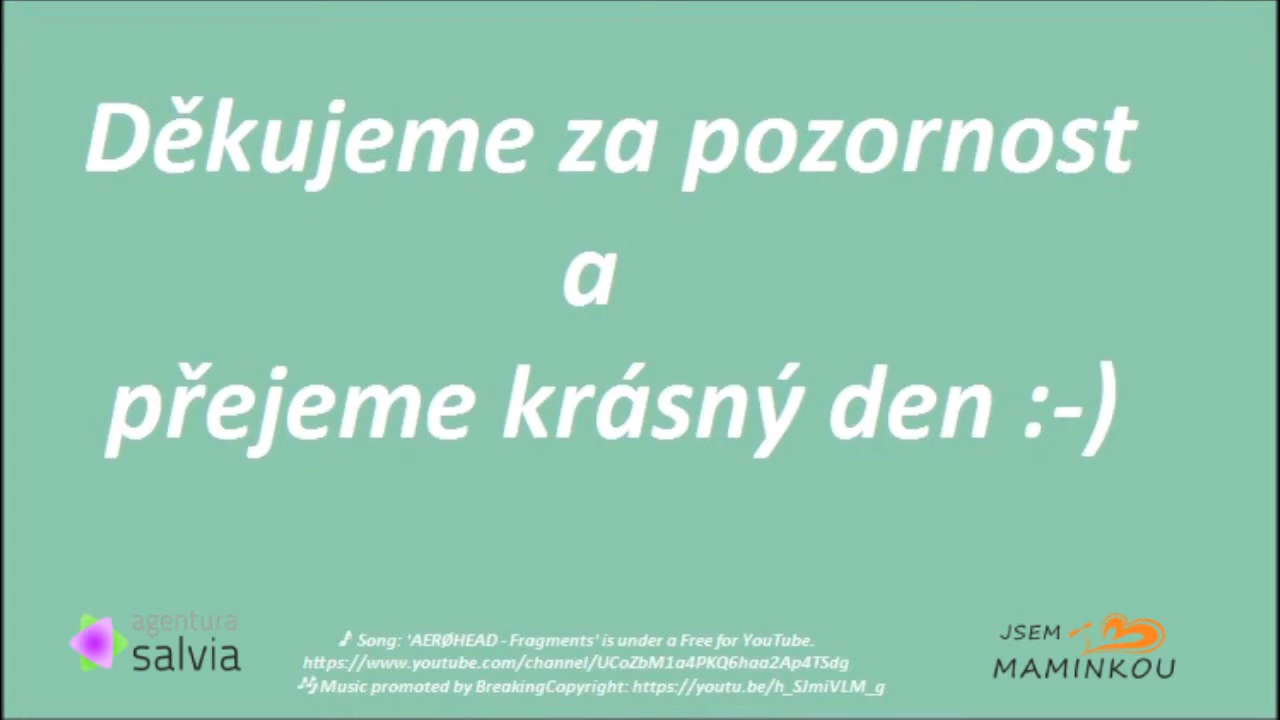 Děkujeme za pozornost
a
přejeme krásný den :-)
agentura
salvia
Song: 'AERØHEAD - Fragments' is under a Free for YouTube.
https://www.youtube.com/channel/UCoZbM1a4PKQ6haa2Ap4TSdg
Music promoted by BreakingCopyright: https://youtu.be/h_SJmiVLM_g
JSEM
MAMINKOU